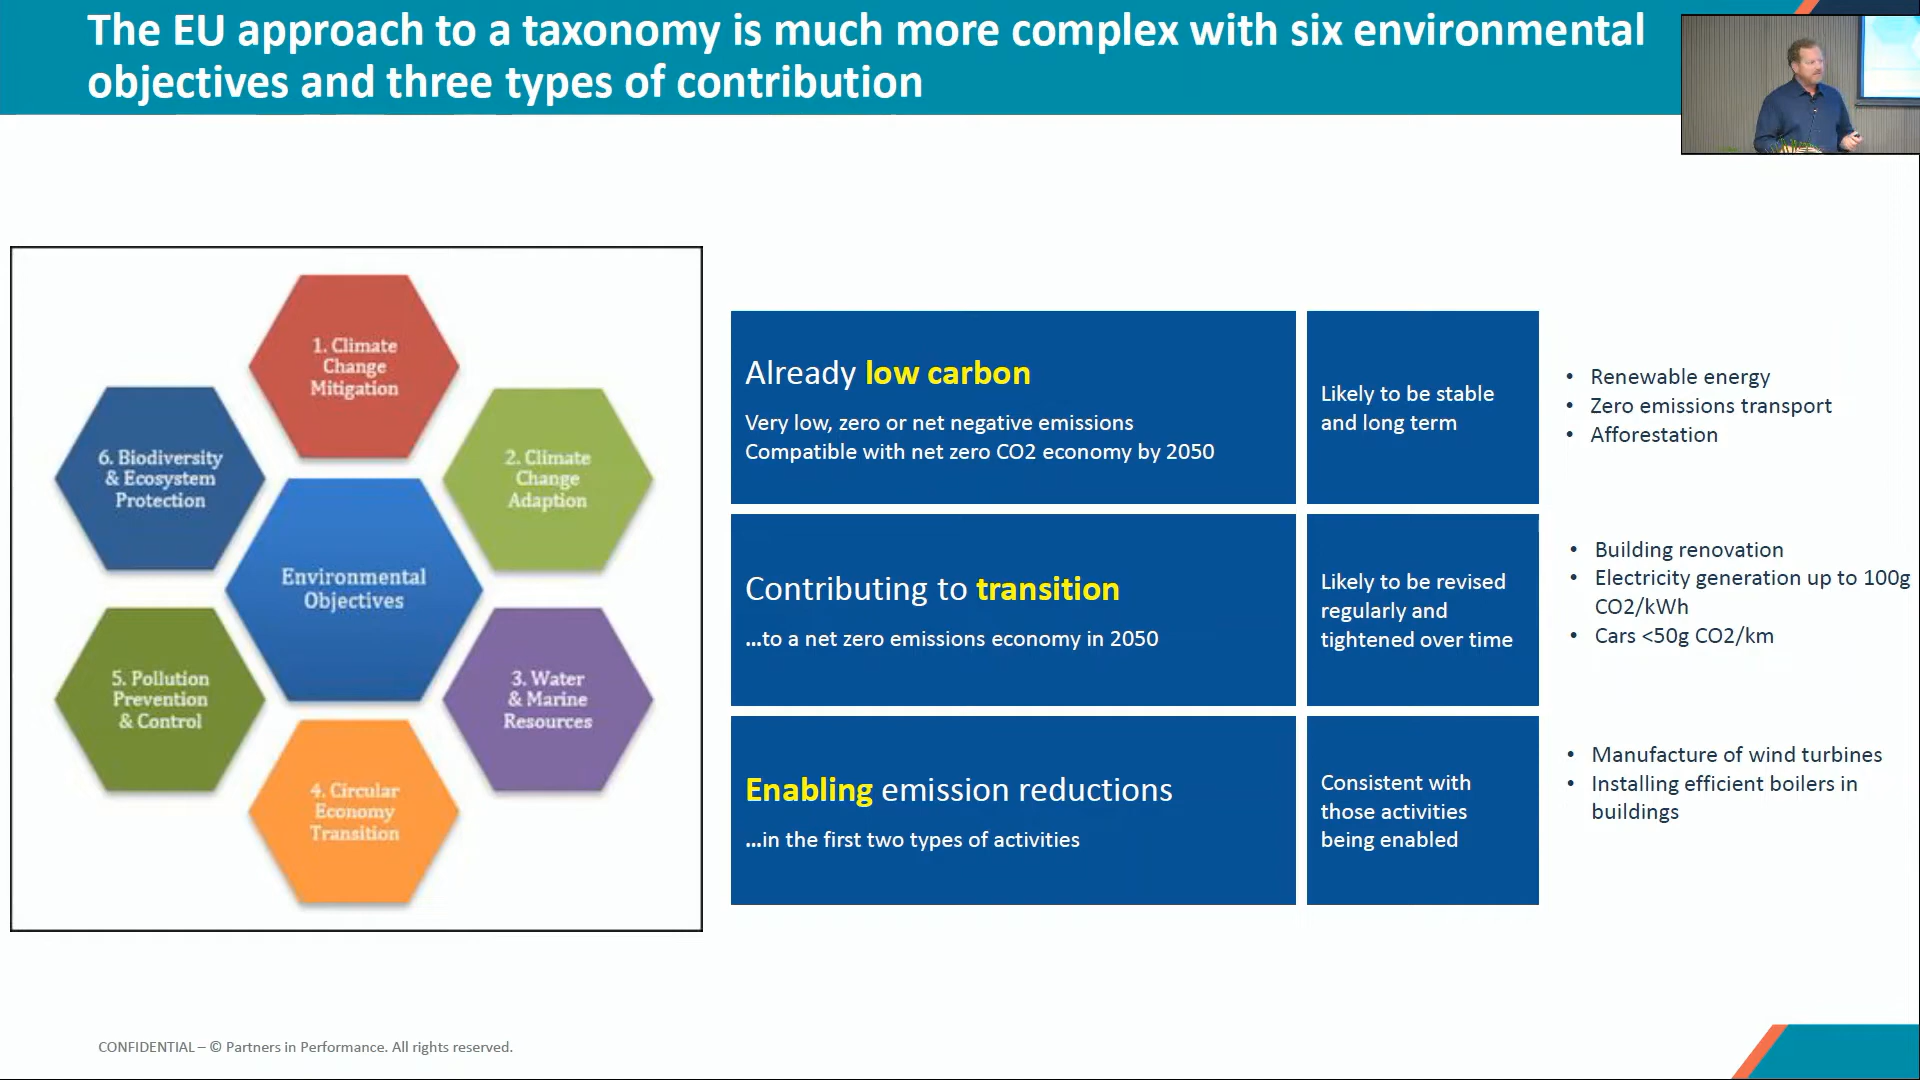 The EU approach to a taxonomy is much more complex with six environmental
objectives and three types of contribution
1. Climate
Change
Mitigation
2. Climate
Change
Adaption
3. Water
& Marine
Resources
4. Circular
Economy
Transition
5. Pollution
Prevention
& Control
6. Biodiversity
& Ecosystem
Protection
Environmental
Objectives
Already low carbon
Very low, zero or net negative emissions
Compatible with net zero CO2 economy by 2050
Likely to be stable
and long term
• Renewable energy
• Zero emissions transport
• Afforestation
Contributing to transition
...to a net zero emissions economy in 2050
Likely to be revised
regularly and
tightened over time
• Building renovation
• Electricity generation up to 100g
CO2/kWh
• Cars <50g CO2/km
Enabling emission reductions
...in the first two types of activities
Consistent with
those activities
being enabled
• Manufacture of wind turbines
• Installing efficient boilers in
buildings
CONFIDENTIAL – © Partners in Performance. All rights reserved.